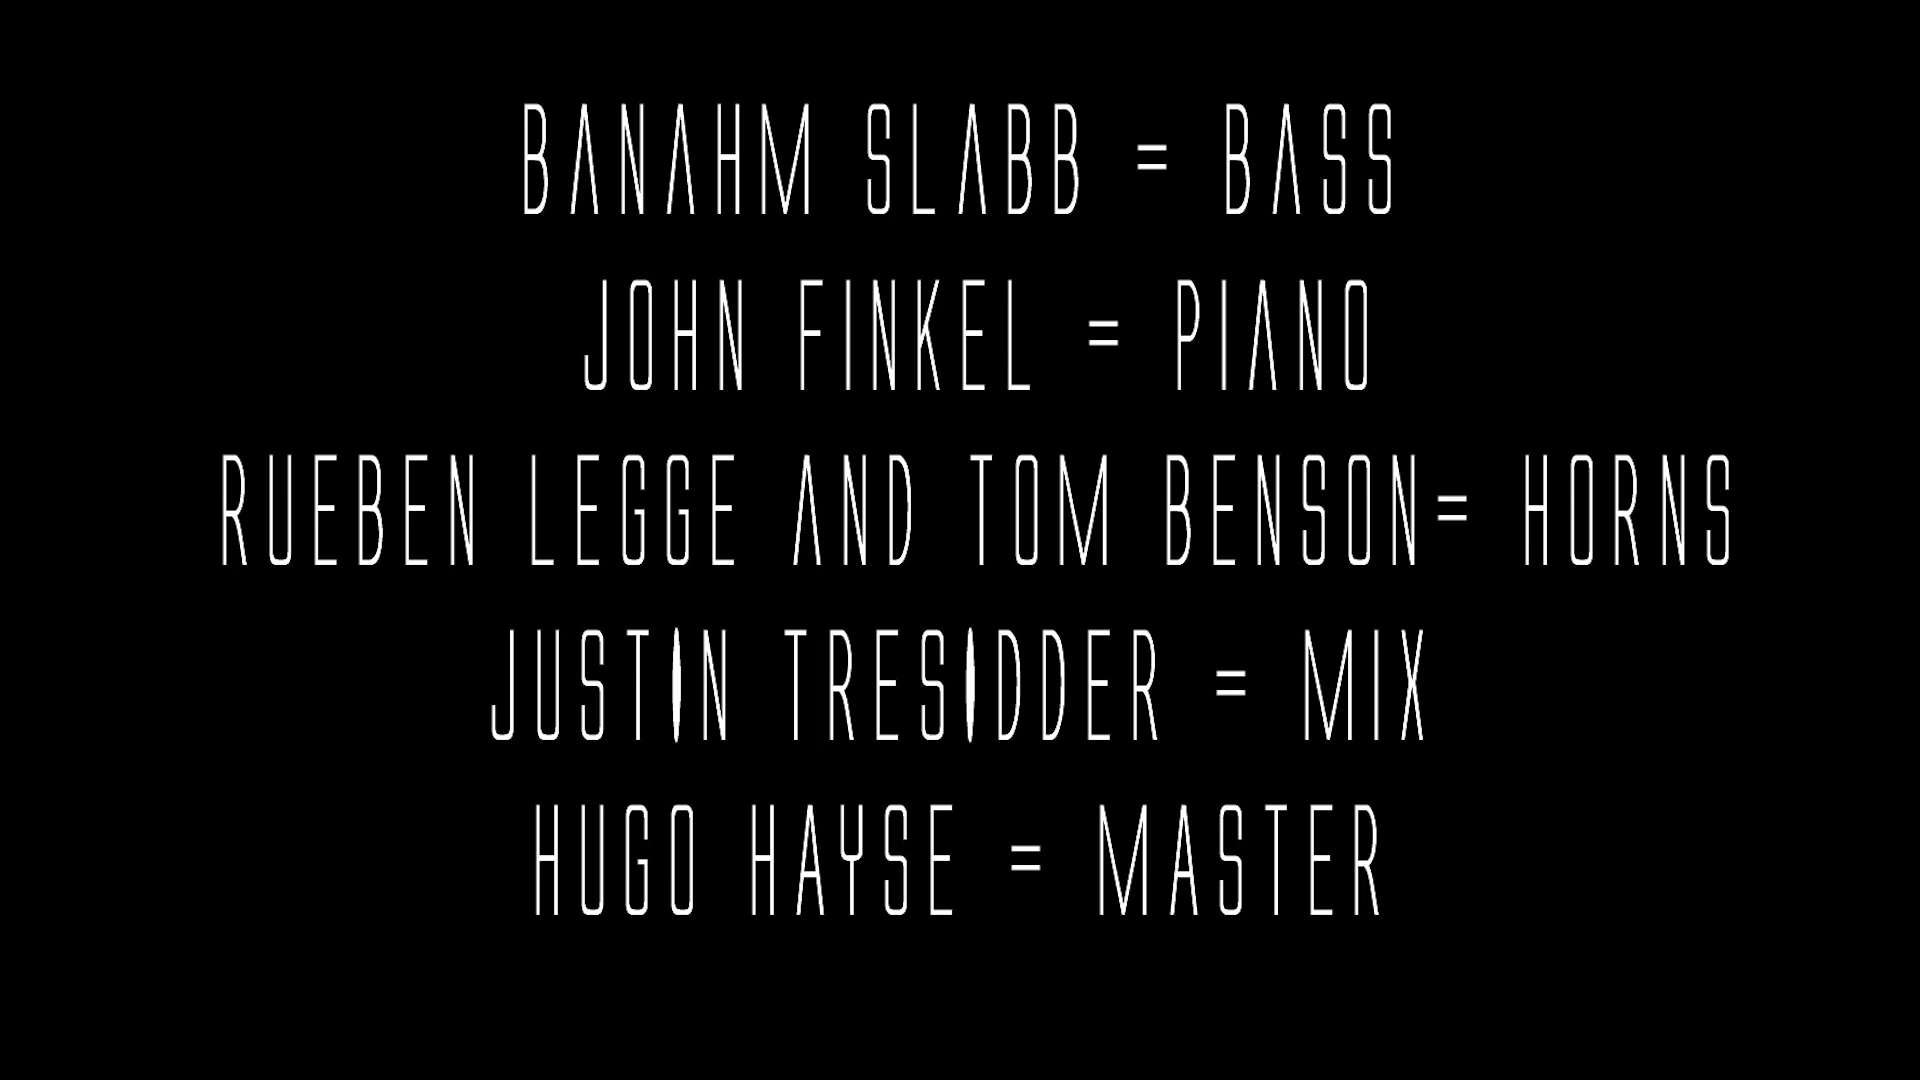 BANAHM SLABB = BASS
JOHN FINKEL = PIANO
RUEBEN LEGGE AND TOM BENSON= HORNS
JUSTIN TRESIDDER = MIX
HUGO HAYSE = MASTER